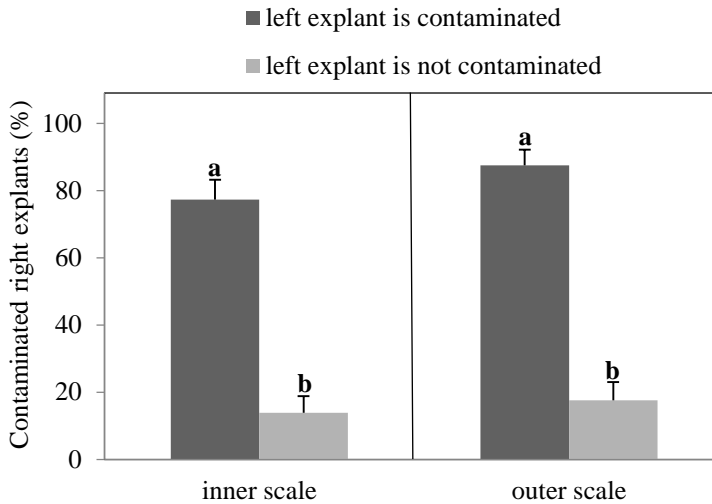 left explant is contaminated
left explant is not contaminated
Contaminated right explants (%)
100
80
60
40
20
0
a
b
a
b
inner scale
outer scale